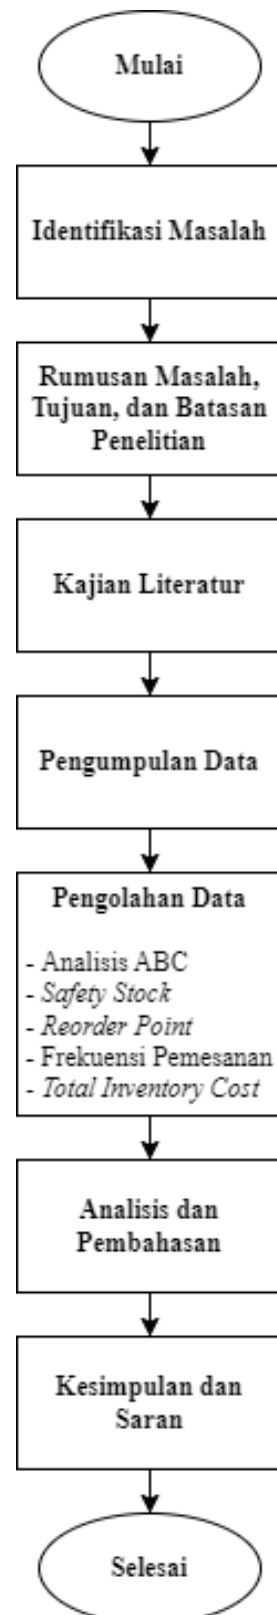 Mulai
Identifikasi Masalah
Rumusan Masalah,
Tujuan, dan Batasan
Penelitian
Kajian Literatur
Pengumpulan Data
Pengolahan Data
- Analisis ABC
- Safety Stock
- Reorder Point
- Frekuensi Pemesanan
- Total Inventory Cost
Analisis dan
Pembahasan
Kesimpulan dan
Saran
Selesai